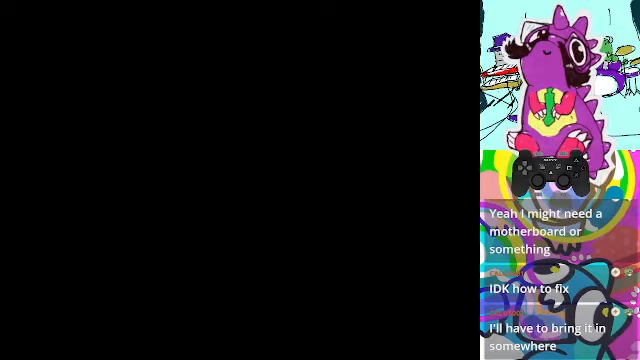 Yeah I might need a
motherboard or
something
IDK how to fix
I'll have to bring it in
somewhere